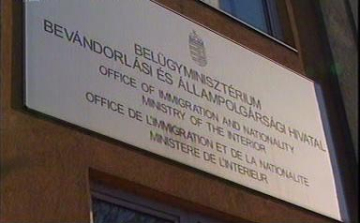 BELÜGYMINISZTÉRIUM
BEVÁNDORLÁSI ÉS ÁLLAMPOLGÁRSÁGI HIVATAL
OFFICE OF IMMIGRATION AND NATIONALITY
MINISTRY OF THE INTERIOR
OFFICE DE L'IMMIGRATION ET DE LA NATIONALITE
MINISTERE DE L'INTERIEUR